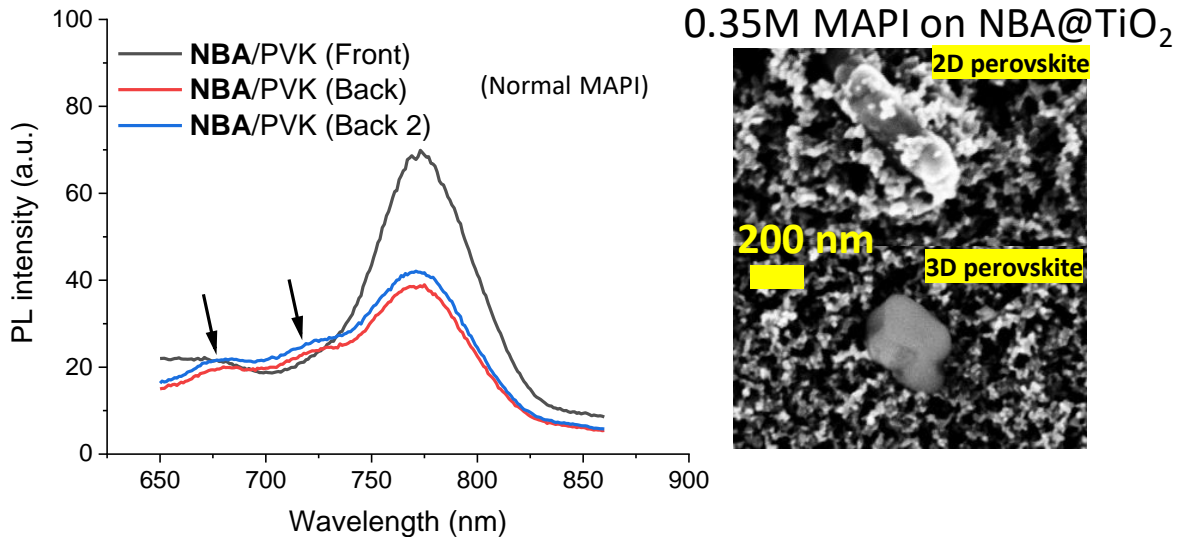 100
80
60
40
20
0
PL intensity (a.u.)
NBA/PVK (Front)
NBA/PVK (Back)
NBA/PVK (Back 2)
(Normal MAPI)
650 700 750 800 850 900
Wavelength (nm)
0.35M MAPI on NBA@TiO₂
2D perovskite
200 nm
3D perovskite